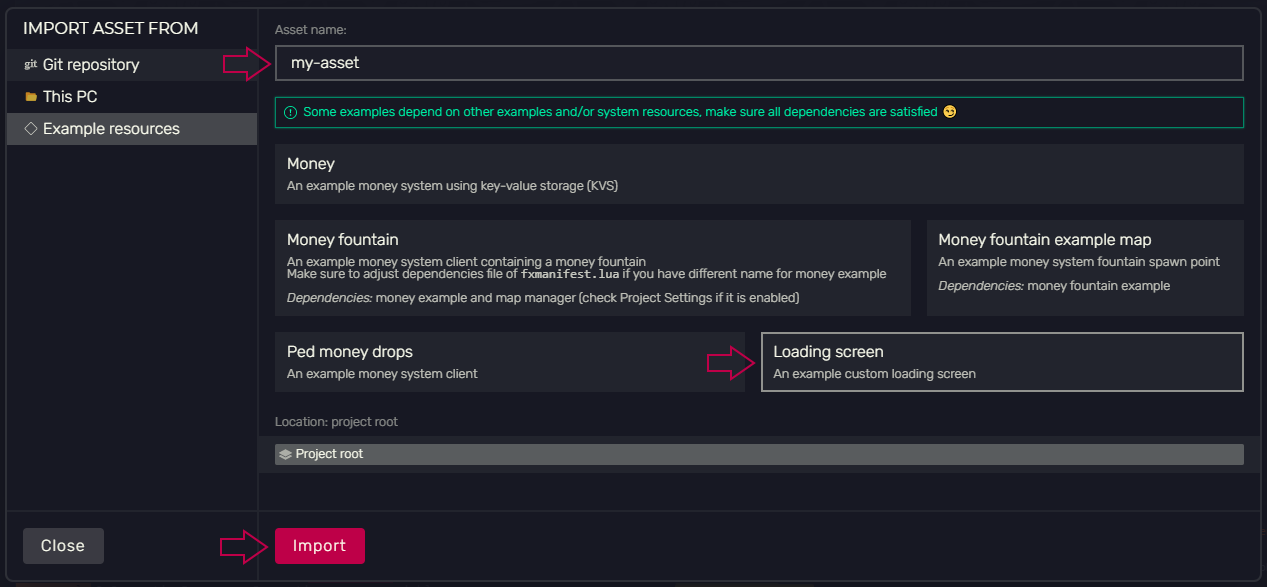 IMPORT ASSET FROM
git Git repository
This PC
Example resources
Close
Asset name:
my-asset
Some examples depend on other examples and/or system resources, make sure all dependencies are satisfied 😏
Money
An example money system using key-value storage (KVS)
Money fountain
An example money system client containing a money fountain
Make sure to adjust dependencies file of fxmanifest.lua if you have different name for money example
Dependencies: money example and map manager (check Project Settings if it is enabled)
Money fountain example map
An example money system fountain spawn point
Dependencies: money fountain example
Ped money drops
An example money system client
Loading screen
An example custom loading screen
Location: project root
Project root
Import